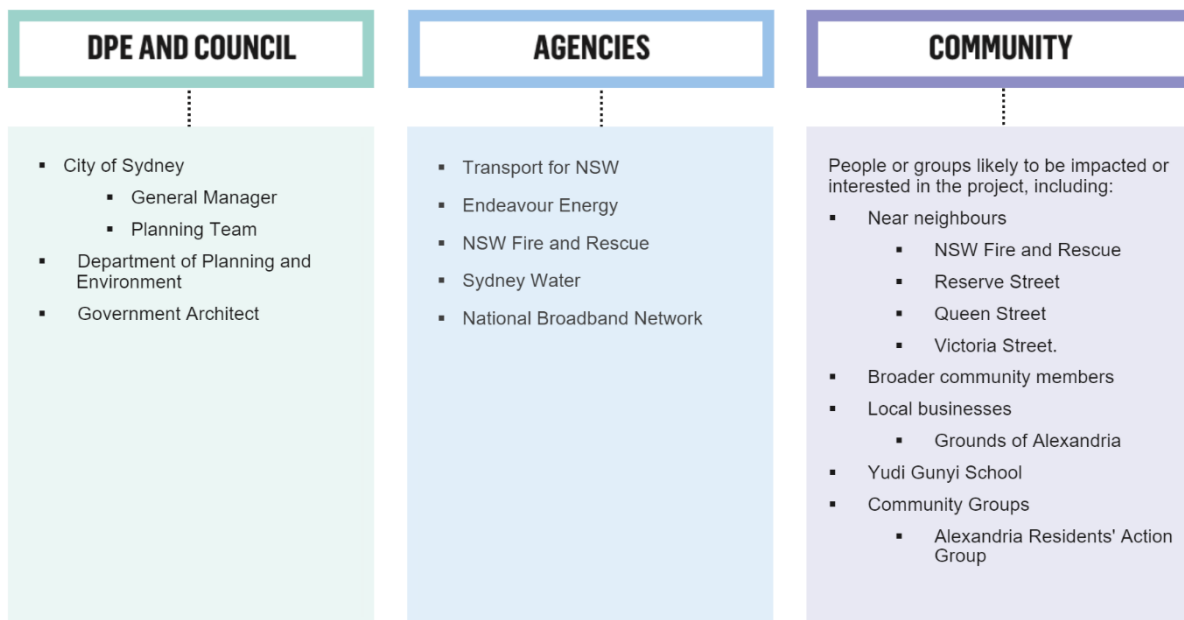 DPE AND COUNCIL
▪ City of Sydney
▪ General Manager
▪ Planning Team
▪ Department of Planning and
Environment
▪ Government Architect
AGENCIES
▪ Transport for NSW
▪ Endeavour Energy
▪ NSW Fire and Rescue
▪ Sydney Water
▪ National Broadband Network
COMMUNITY
People or groups likely to be impacted or
interested in the project, including:
▪ Near neighbours
▪ NSW Fire and Rescue
▪ Reserve Street
▪ Queen Street
▪ Victoria Street.
▪ Broader community members
▪ Local businesses
▪ Grounds of Alexandria
▪ Yudi Gunyi School
▪ Community Groups
▪ Alexandria Residents' Action
Group